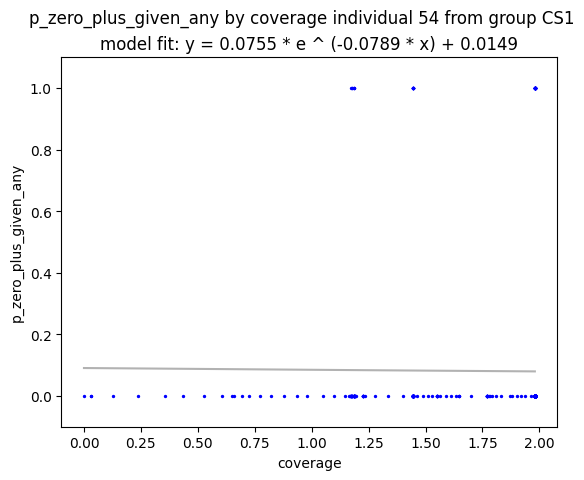 p_zero_plus_given_any by coverage individual 54 from group CS1
model fit: y = 0.0755 * e ^ (-0.0789 * x) + 0.0149
1.0
0.8
0.6
0.4
0.2
0.0
p_zero_plus_given_any
0.00 0.25 0.50 0.75 1.00 1.25 1.50 1.75 2.00
coverage